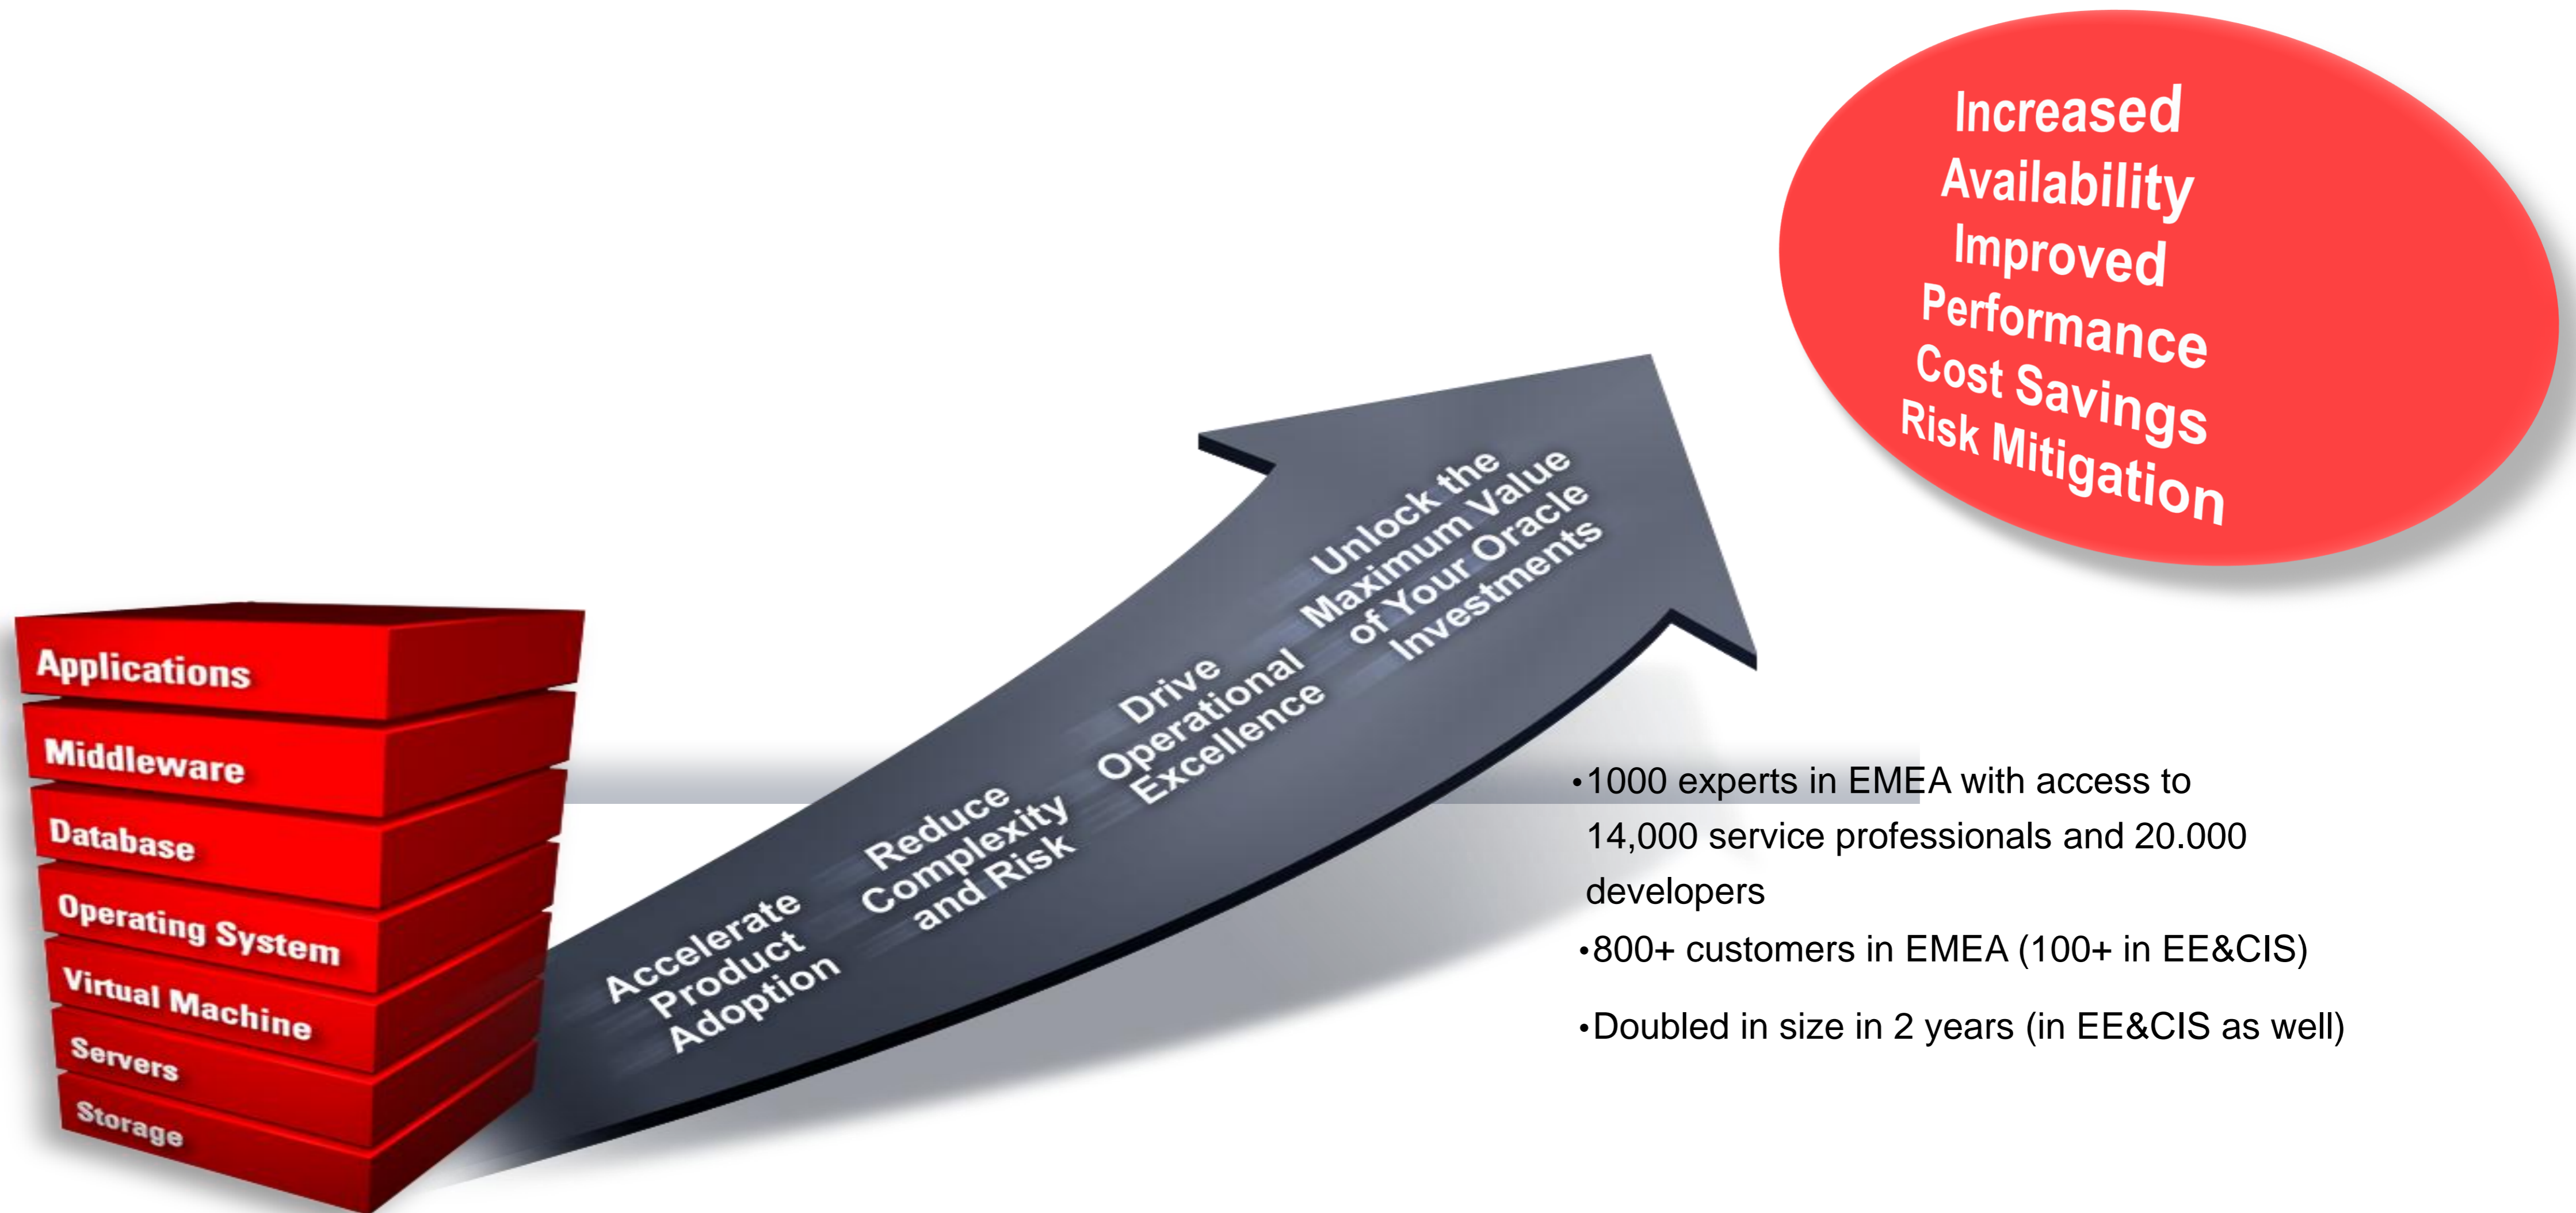 Increased
Availability
Improved
Performance
Cost Savings
Risk Mitigation
Applications
Middleware
Database
Operating System
Virtual Machine
Servers
Storage
Accelerate
Product
Adoption
Reduce
Complexity
and Risk
Drive
Operational
Excellence
Unlock the
Maximum Value
of Your Oracle
Investments
•1000 experts in EMEA with access to
14,000 service professionals and 20.000
developers
•800+ customers in EMEA (100+ in EE&CIS)
•Doubled in size in 2 years (in EE&CIS as well)